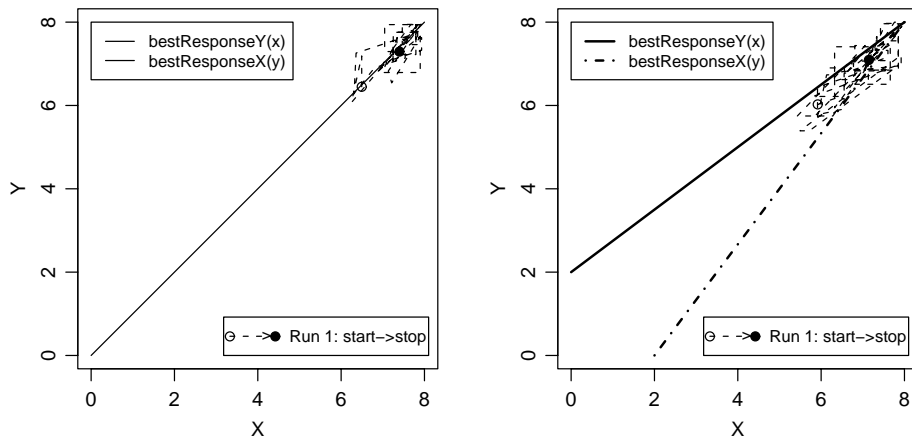 bestResponseY(x)
bestResponseX(y)
Run 1: start−>stop
0 2 4 6 8
X
0 2 4 6 8
Y
bestResponseY(x)
bestResponseX(y)
Run 1: start−>stop
0 2 4 6 8
X
0 2 4 6 8
Y